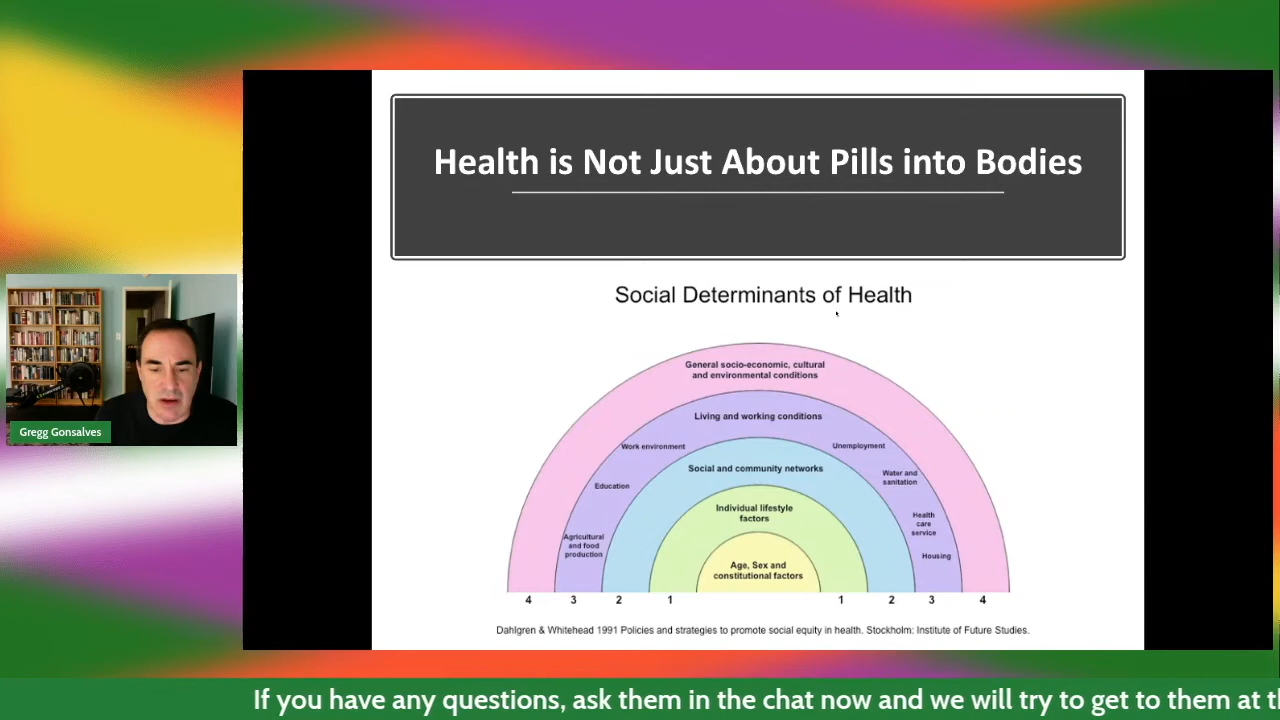 Health is Not Just About Pills into Bodies
Social Determinants of Health
General socio-economic, cultural
and environmental conditions
Living and working conditions
Work environment
Unemployment
Social and community networks
Water and
sanitation
Education
Individual lifestyle
factors
Health
care
service
Agricultural
and food
production
Housing
Age, Sex and
constitutional factors
4 3 2 1 1 2 3 4
Dahlgren & Whitehead 1991 Policies and strategies to promote social equity in health. Stockholm: Institute of Future Studies.
Gregg Gonsalves
If you have any questions, ask them in the chat now and we will try to get to them at t